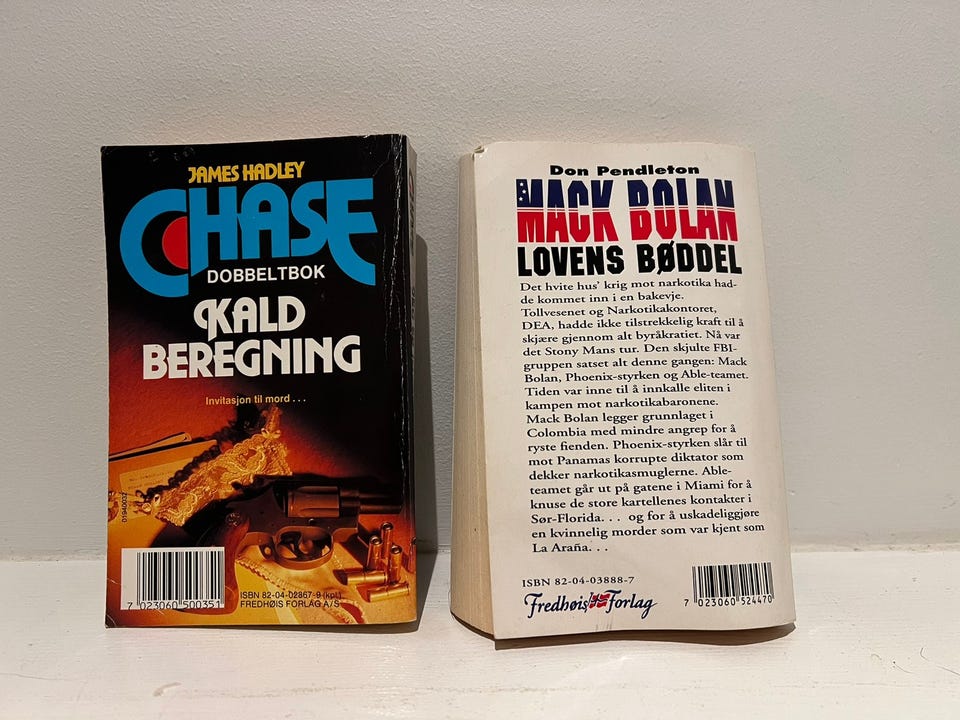 JAMES HADLEY
CHASE
DOBBELTBOK
KALD
BEREGNING
Invitasjon til mord . . .
01940032
7 023060 500351
ISBN 82-04-02867-9 (kpl.)
FREDHØIS FORLAG A/S
Don Pendleton
MACK BOLAN
LOVENS BØDDEL
Det hvite hus' krig mot narkotika had-
de kommet inn i en bakevje.
Tollvesenet og Narkotikakontoret,
DEA, hadde ikke tilstrekkelig kraft til å
skjære gjennom alt byråkratiet. Nå var
det Stony Mans tur. Den skjulte FBI-
gruppen satset alt denne gangen: Mack
Bolan, Phoenix-styrken og Able-teamet.
Tiden var inne til å innkalle eliten i
kampen mot narkotikabaronene.
Mack Bolan legger grunnlaget i
Colombia med mindre angrep for å
ryste fienden. Phoenix-styrken slår til
mot Panamas korrupte diktator som
dekker narkotikasmuglerne. Able-
teamet går ut på gatene i Miami for å
knuse de store kartellenes kontakter i
Sør-Florida. . . og for å uskadeliggjøre
en kvinnelig morder som var kjent som
La Araña. . .
ISBN 82-04-03888-7
Fredhøis Forlag
7 023060 524470